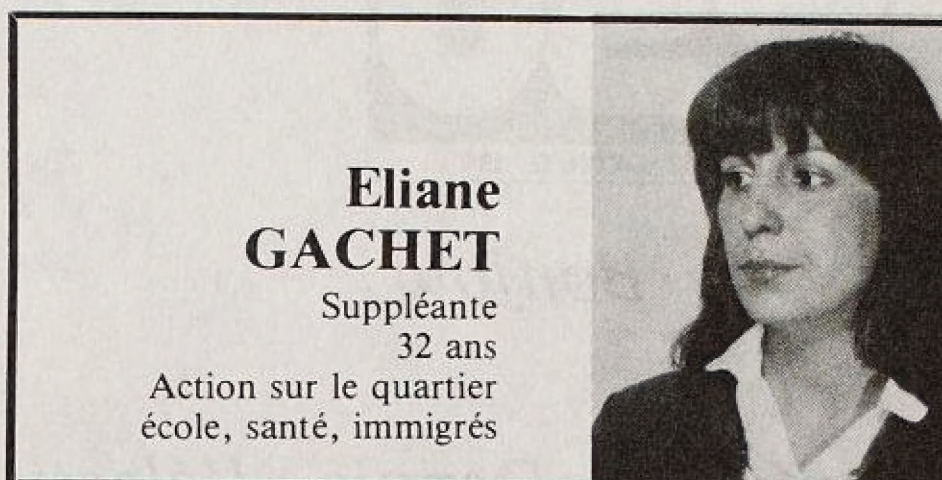 Eliane
GACHET
Suppléante
32 ans
Action sur le quartier
école, santé, immigrés